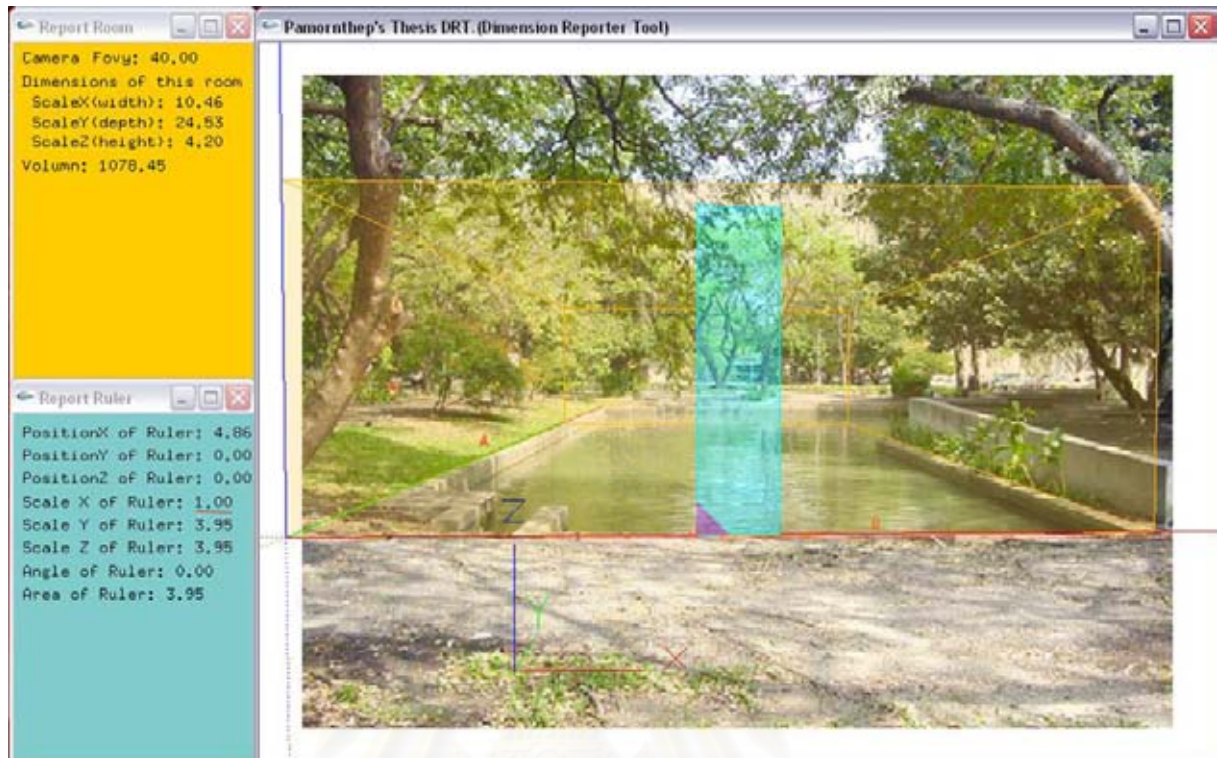 Report Room
Pamornthep's Thesis DRT.(Dimension Reporter Tool)
Camera Fovy: 40.00
Dimensions of this room
ScaleX(width): 10.46
ScaleY(depth): 24.53
ScaleZ(height): 4.20
Volumn: 1078.45
Report Ruler
PositionX of Ruler: 4.86
PositionY of Ruler: 0.00
PositionZ of Ruler: 0.00
Scale X of Ruler: 1.00
Scale Y of Ruler: 3.95
Scale Z of Ruler: 3.95
Angle of Ruler: 0.00
Area of Ruler: 3.95
A
Z
Y
X